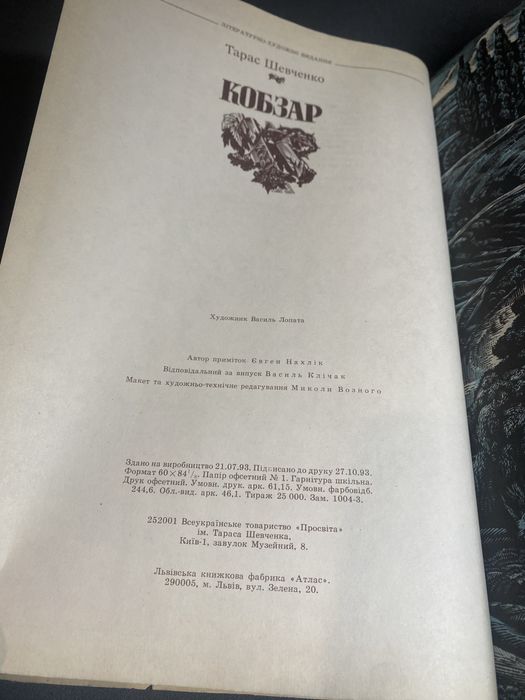 ЛІТЕРАТУРНО-ХУДОЖНЄ ВИДАННЯ
Тарас Шевченко
КОБЗАР
Художник Василь Лопата
Автор приміток Євген Нахлік
Відповідальний за випуск Василь Клічак
Макет та художньо-технічне редагування Миколи Возного
Здано на виробництво 21.07.93. Підписано до друку 27.10.93.
Формат 60×84¹/₈. Папір офсетний № 1. Гарнітура шкільна.
Друк офсетний. Умовн. друк. арк. 61,15. Умовн. фарбовідб.
244,6. Обл.-вид. арк. 46,1. Тираж 25 000. Зам. 1004-3.
252001 Всеукраїнське товариство «Просвіта»
ім. Тараса Шевченка,
Київ-1, завулок Музейний, 8.
Львівська книжкова фабрика «Атлас».
290005, м. Львів, вул. Зелена, 20.